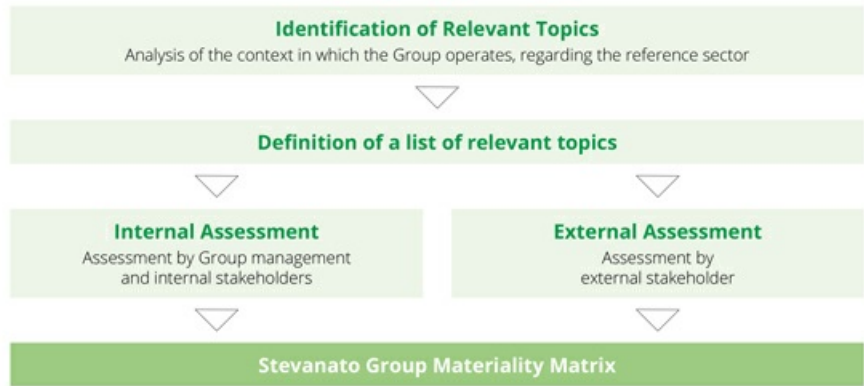 Identification of Relevant Topics
Analysis of the context in which the Group operates, regarding the reference sector
Definition of a list of relevant topics
Internal Assessment
Assessment by Group management
and internal stakeholders
External Assessment
Assessment by
external stakeholder
Stevanato Group Materiality Matrix